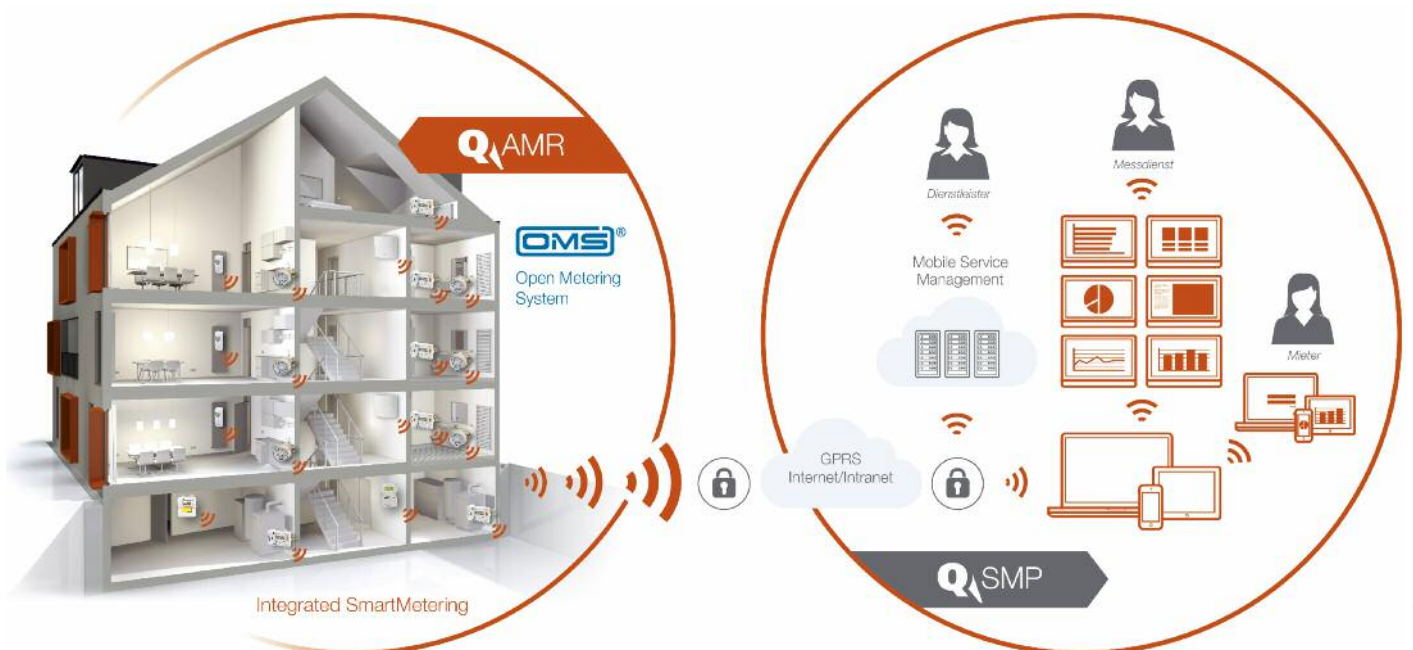 Q AMR
OMS®
Open Metering
System
Integrated SmartMetering
GPRS
Internet/Intranet
Dienstleister
Mobile Service
Management
Messdienst
Mieter
Q SMP